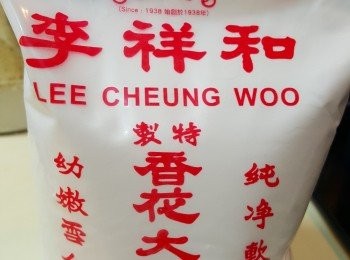 (Since : 1938 始創於1938年)
李祥和
LEE CHEUNG WOO
特製
純净軟
香花大
幼嫩雪